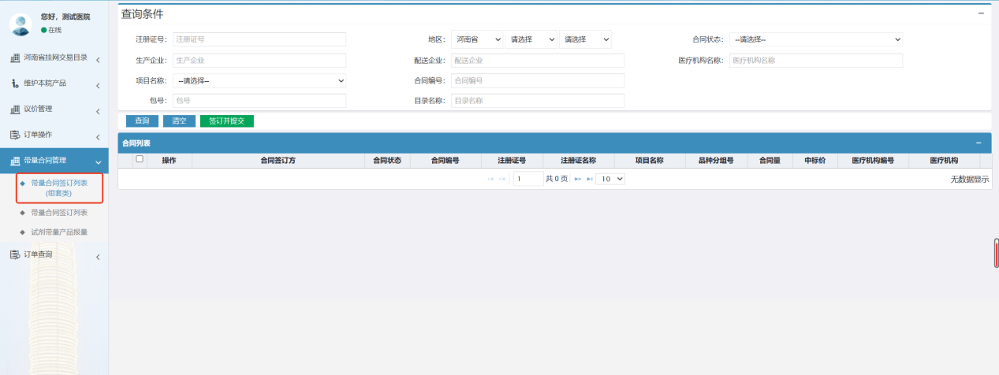 您好，测试医院
在线
河南省挂网交易目录
维护本院产品
议价管理
订单操作
带量合同管理
带量合同签订列表
(组套类)
带量合同签订列表
试剂带量产品报量
订单查询
查询条件
注册证号： 注册证号 地区： 河南省 请选择 请选择 合同状态： --请选择--
生产企业： 生产企业 配送企业： 配送企业 医疗机构名称： 医疗机构名称
项目名称： --请选择-- 合同编号： 合同编号
包号： 包号 目录名称： 目录名称
查询 清空 签订并提交
合同列表
操作 合同签订方 合同状态 合同编号 注册证号 注册证名称 项目名称 品种分组号 合同量 中标价 医疗机构编号 医疗机构
1 共 0 页 10 无数据显示